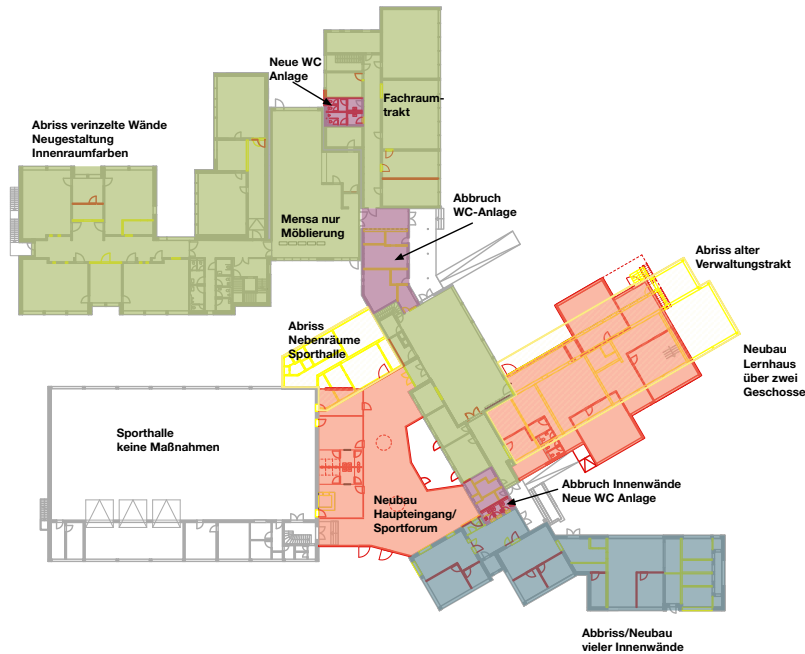 Neue WC
Anlage
Fachraum-
trakt
Abriss verinzelte Wände
Neugestaltung
Innenraumfarben
Abbruch
WC-Anlage
Mensa nur
Möblierung
Abriss alter
Verwaltungstrakt
Abriss
Nebenräume
Sporthalle
Neubau
Lernhaus
über zwei
Geschosse
Sporthalle
keine Maßnahmen
Abbruch Innenwände
Neue WC Anlage
Neubau
Haupteingang/
Sportforum
Abbriss/Neubau
vieler Innenwände